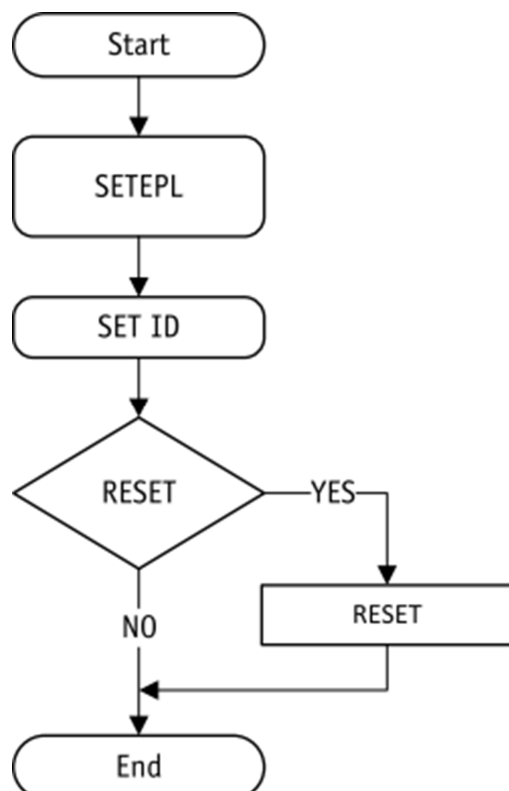 Start
SETEPL
SET ID
RESET
YES
RESET
NO
End